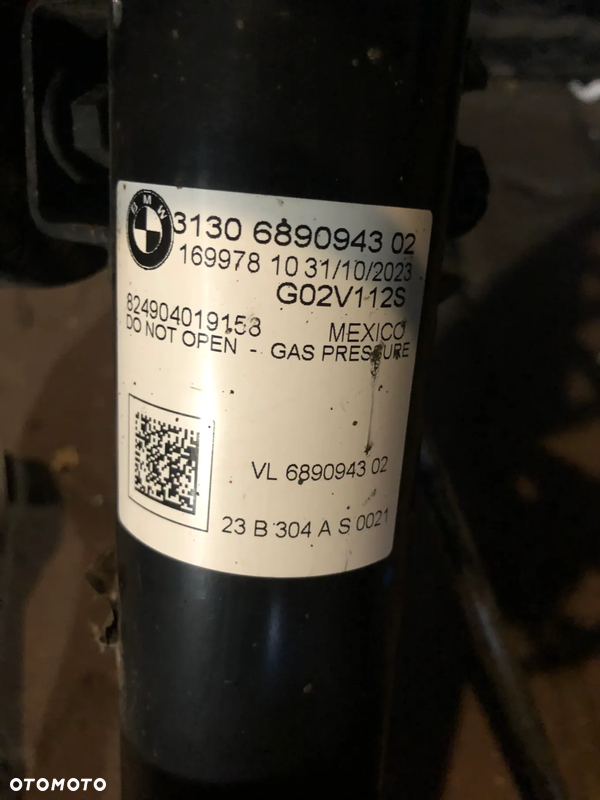 BMW
3130 6890943 02
169978 10 31/10/2023
G02V112S
824904019158 MEXICO
DO NOT OPEN - GAS PRESSURE
VL 6890943 02
23 B 304 A S 0021
OTOMOTO